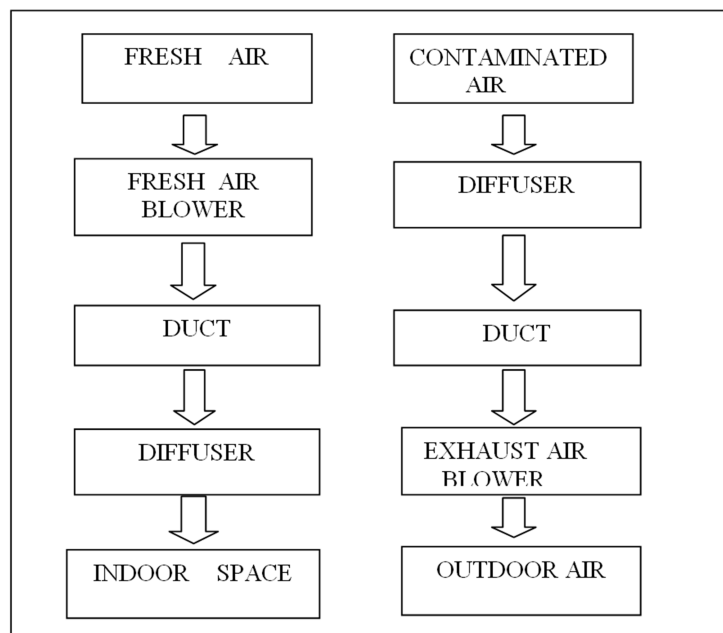 FRESH AIR
FRESH AIR
BLOWER
DUCT
DIFFUSER
INDOOR SPACE
CONTAMINATED
AIR
DIFFUSER
DUCT
EXHAUST AIR
BLOWER
OUTDOOR AIR